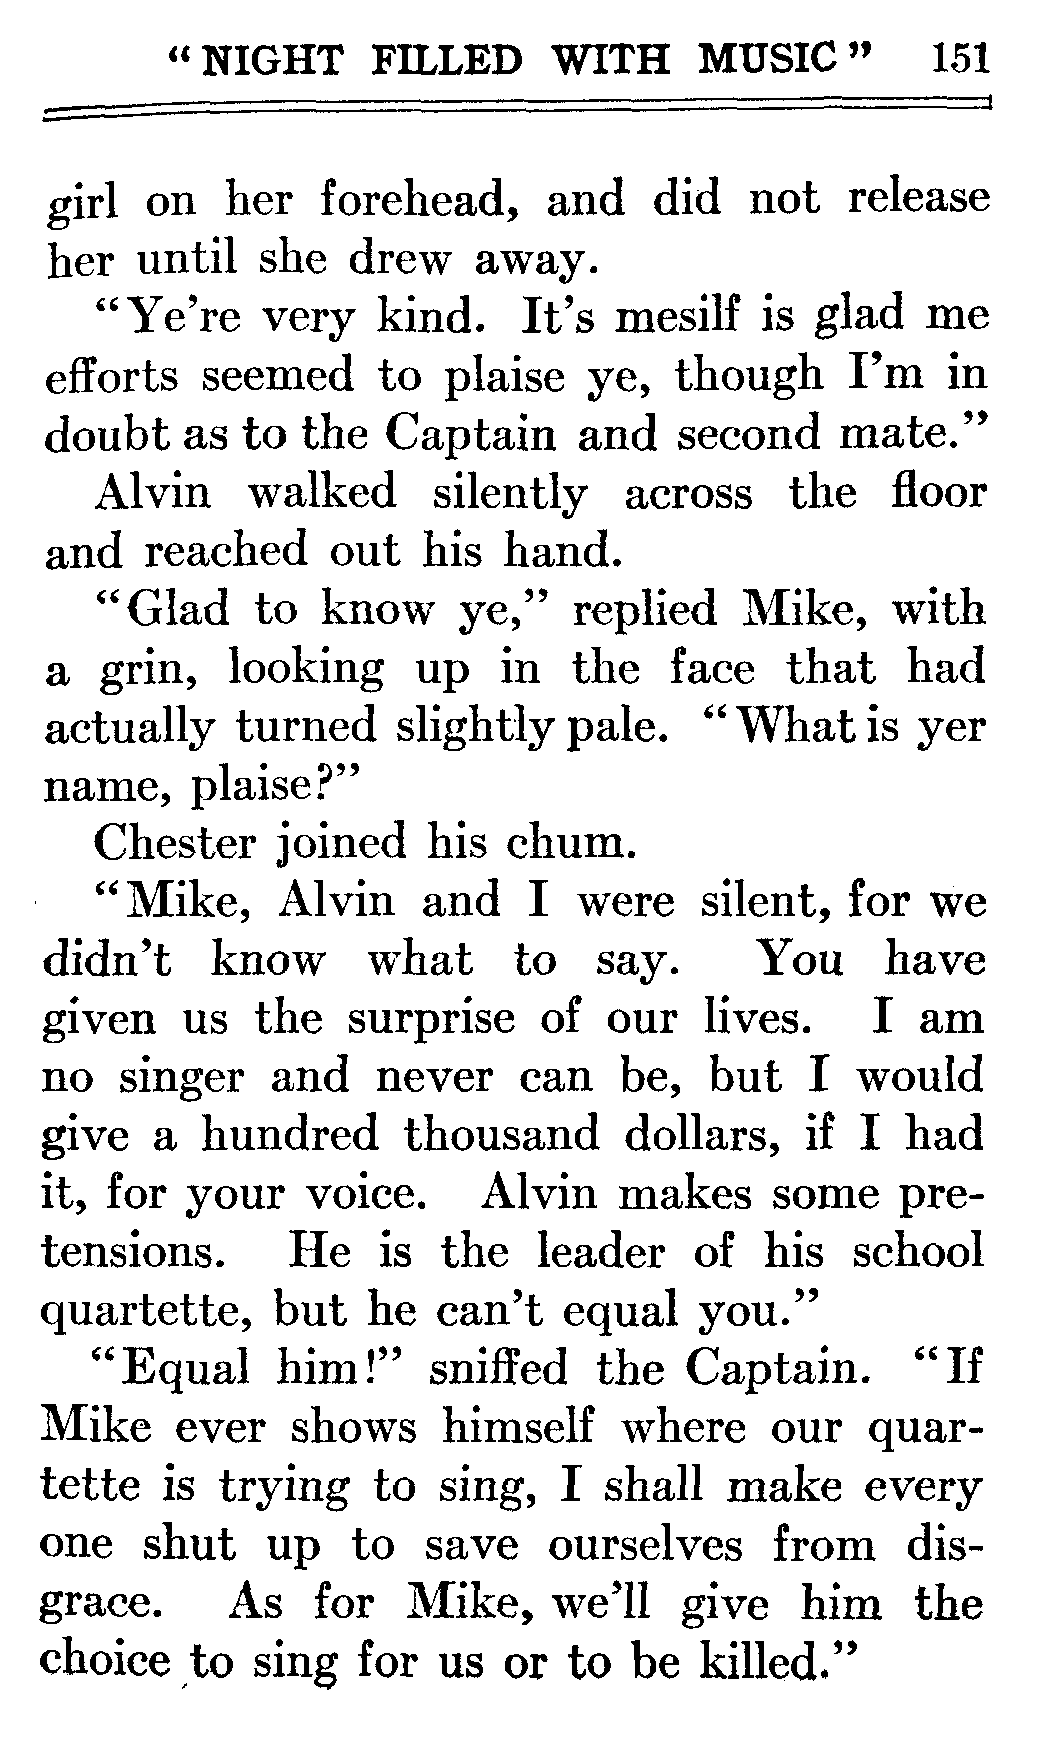 “NIGHT FILLED WITH MUSIC” 151
girl on her forehead, and did not release
her until she drew away.
“Ye’re very kind. It’s mesilf is glad me
efforts seemed to plaise ye, though I’m in
doubt as to the Captain and second mate.”
Alvin walked silently across the floor
and reached out his hand.
“Glad to know ye,” replied Mike, with
a grin, looking up in the face that had
actually turned slightly pale. “What is yer
name, plaise?”
Chester joined his chum.
“Mike, Alvin and I were silent, for we
didn’t know what to say. You have
given us the surprise of our lives. I am
no singer and never can be, but I would
give a hundred thousand dollars, if I had
it, for your voice. Alvin makes some pre-
tensions. He is the leader of his school
quartette, but he can’t equal you.”
“Equal him!” sniffed the Captain. “If
Mike ever shows himself where our quar-
tette is trying to sing, I shall make every
one shut up to save ourselves from dis-
grace. As for Mike, we’ll give him the
choice to sing for us or to be killed.”